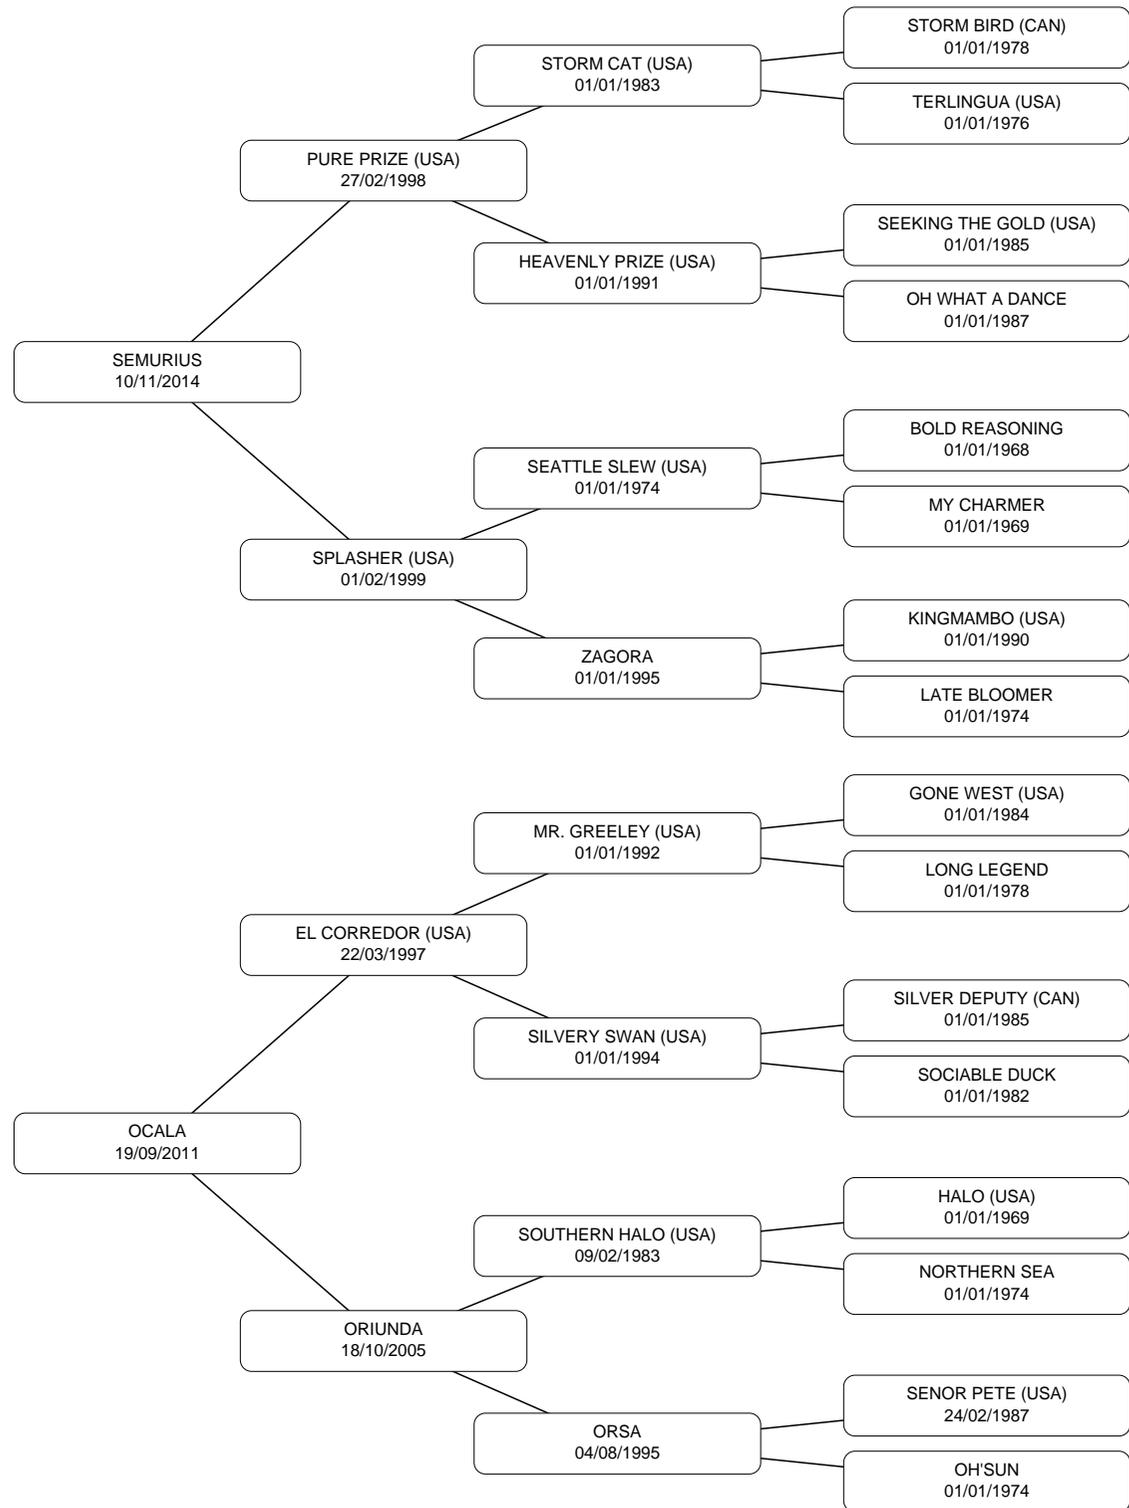 STORM BIRD (CAN)
01/01/1978
STORM CAT (USA)
01/01/1983
TERLINGUA (USA)
01/01/1976
PURE PRIZE (USA)
27/02/1998
SEEKING THE GOLD (USA)
01/01/1985
HEAVENLY PRIZE (USA)
01/01/1991
OH WHAT A DANCE
01/01/1987
SEMURIUS
10/11/2014
BOLD REASONING
01/01/1968
SEATTLE SLEW (USA)
01/01/1974
MY CHARMER
01/01/1969
SPLASHER (USA)
01/02/1999
KINGMAMBO (USA)
01/01/1990
ZAGORA
01/01/1995
LATE BLOOMER
01/01/1974
GONE WEST (USA)
01/01/1984
MR. GREELEY (USA)
01/01/1992
LONG LEGEND
01/01/1978
EL CORREDOR (USA)
22/03/1997
SILVER DEPUTY (CAN)
01/01/1985
SILVERY SWAN (USA)
01/01/1994
SOCIABLE DUCK
01/01/1982
OCALA
19/09/2011
HALO (USA)
01/01/1969
SOUTHERN HALO (USA)
09/02/1983
NORTHERN SEA
01/01/1974
ORIUNDA
18/10/2005
SENOR PETE (USA)
24/02/1987
ORSA
04/08/1995
OH'SUN
01/01/1974